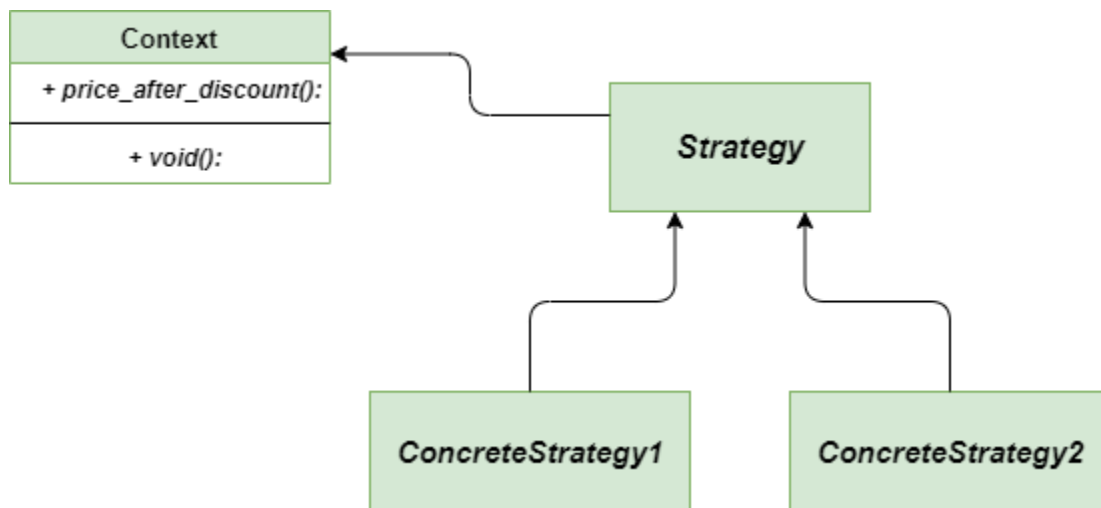 Context
+ price_after_discount():
+ void():
Strategy
ConcreteStrategy1
ConcreteStrategy2